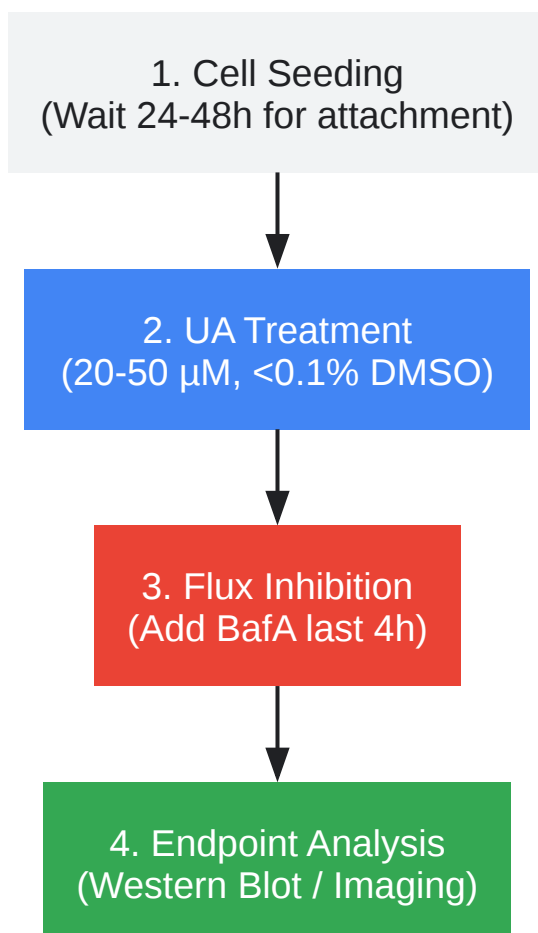 1. Cell Seeding
(Wait 24-48h for attachment)
2. UA Treatment
(20-50 µM, <0.1% DMSO)
3. Flux Inhibition
(Add BafA last 4h)
4. Endpoint Analysis
(Western Blot / Imaging)